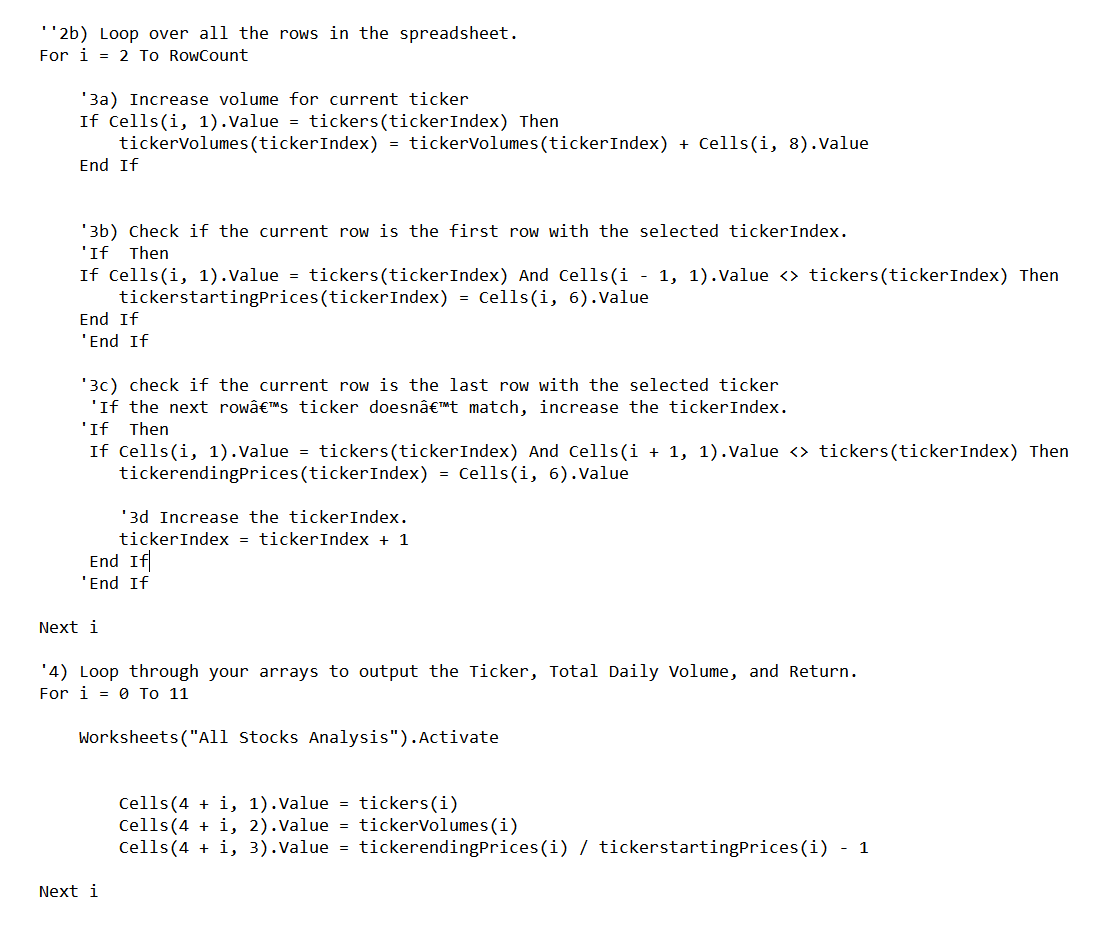 ''2b) Loop over all the rows in the spreadsheet.
For i = 2 To RowCount
'3a) Increase volume for current ticker
If Cells(i, 1).Value = tickers(tickerIndex) Then
tickerVolumes(tickerIndex) = tickerVolumes(tickerIndex) + Cells(i, 8).Value
End If
'3b) Check if the current row is the first row with the selected tickerIndex.
'If  Then
If Cells(i, 1).Value = tickers(tickerIndex) And Cells(i - 1, 1).Value <> tickers(tickerIndex) Then
tickerstartingPrices(tickerIndex) = Cells(i, 6).Value
End If
'End If
'3c) check if the current row is the last row with the selected ticker
'If the next rowâ€™s ticker doesnâ€™t match, increase the tickerIndex.
'If  Then
If Cells(i, 1).Value = tickers(tickerIndex) And Cells(i + 1, 1).Value <> tickers(tickerIndex) Then
tickerendingPrices(tickerIndex) = Cells(i, 6).Value
'3d Increase the tickerIndex.
tickerIndex = tickerIndex + 1
End If
'End If
Next i
'4) Loop through your arrays to output the Ticker, Total Daily Volume, and Return.
For i = 0 To 11
Worksheets("All Stocks Analysis").Activate
Cells(4 + i, 1).Value = tickers(i)
Cells(4 + i, 2).Value = tickerVolumes(i)
Cells(4 + i, 3).Value = tickerendingPrices(i) / tickerstartingPrices(i) - 1
Next i